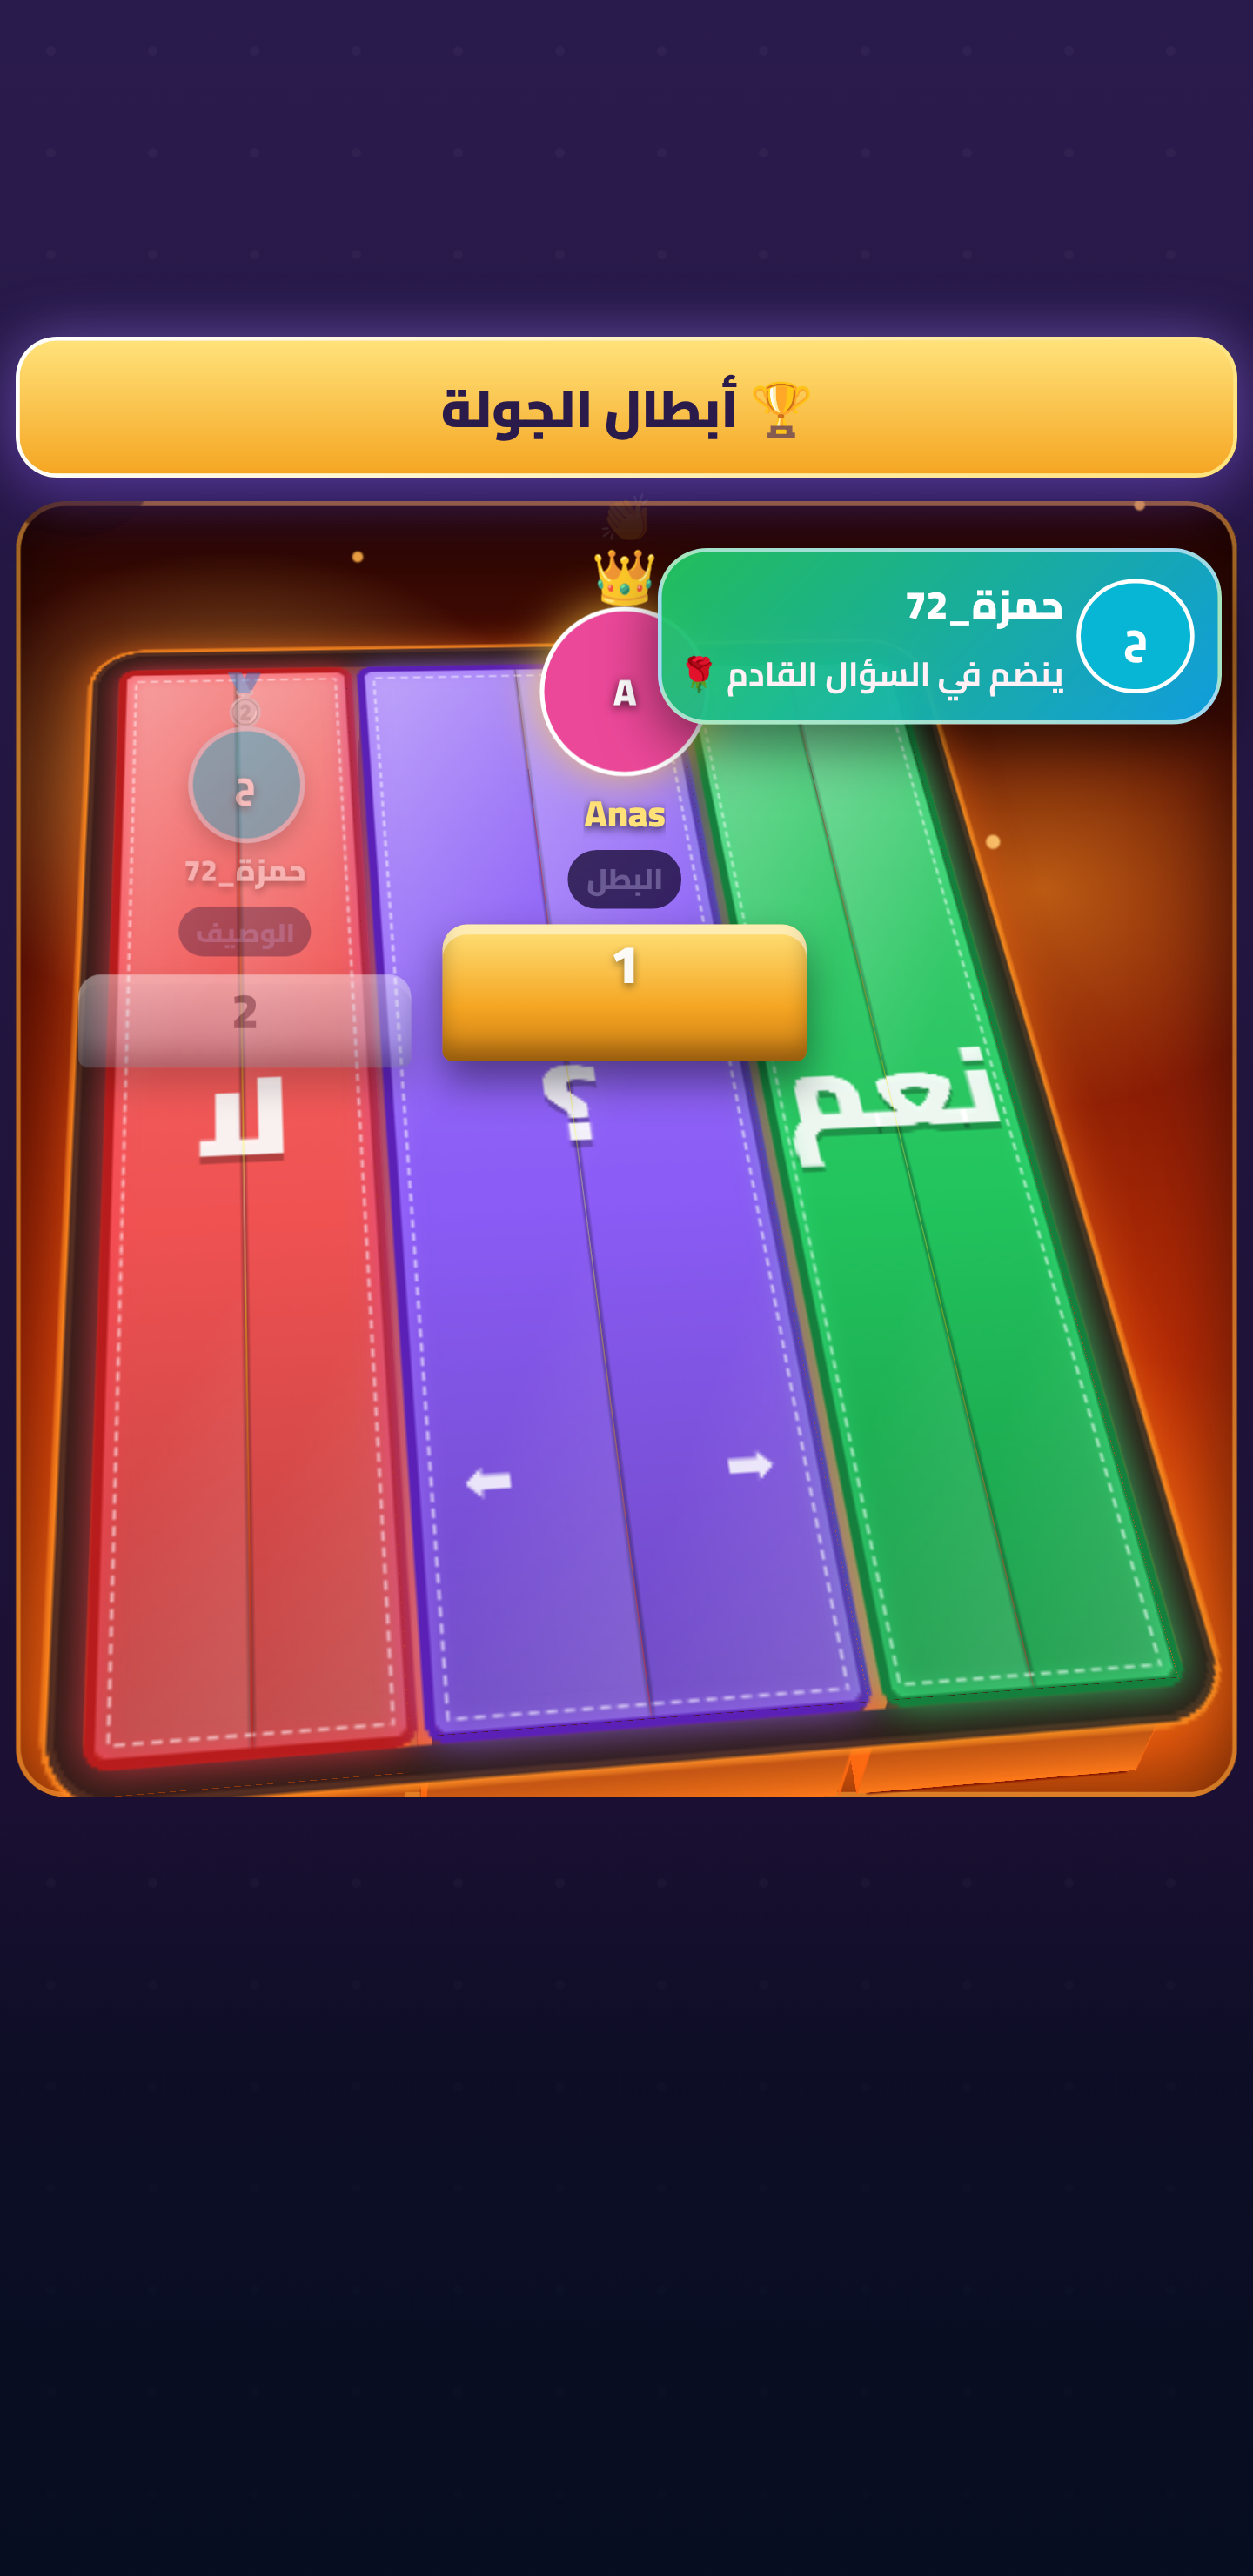 🏆 أبطال الجولة
ح
حمزة_72
ينضم في السؤال القادم 🌹
A
Anas
البطل
1
ح
حمزة_72
الوصيف
2
نعم
؟
لا